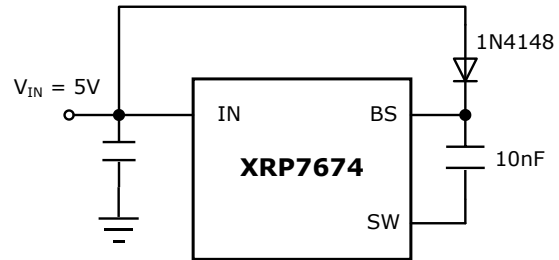 1N4148
V_IN = 5V
IN
BS
XRP7674
10nF
SW